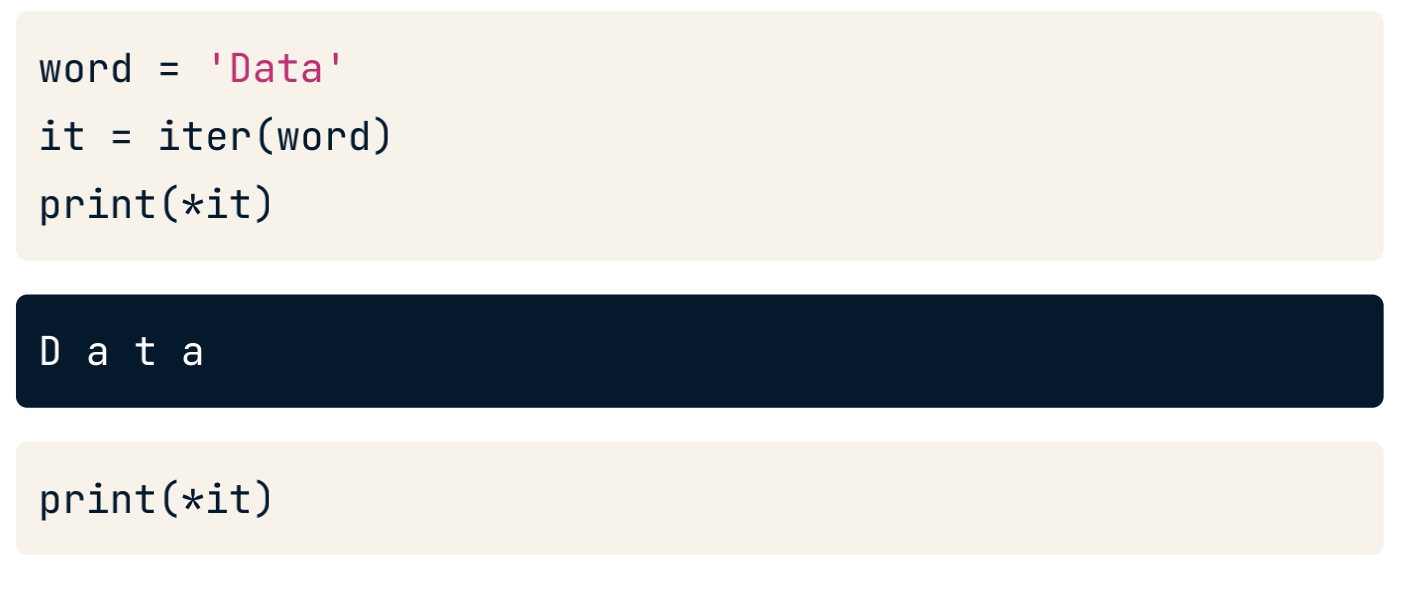 word = 'Data'
it = iter(word)
print(*it)
D a t a
print(*it)